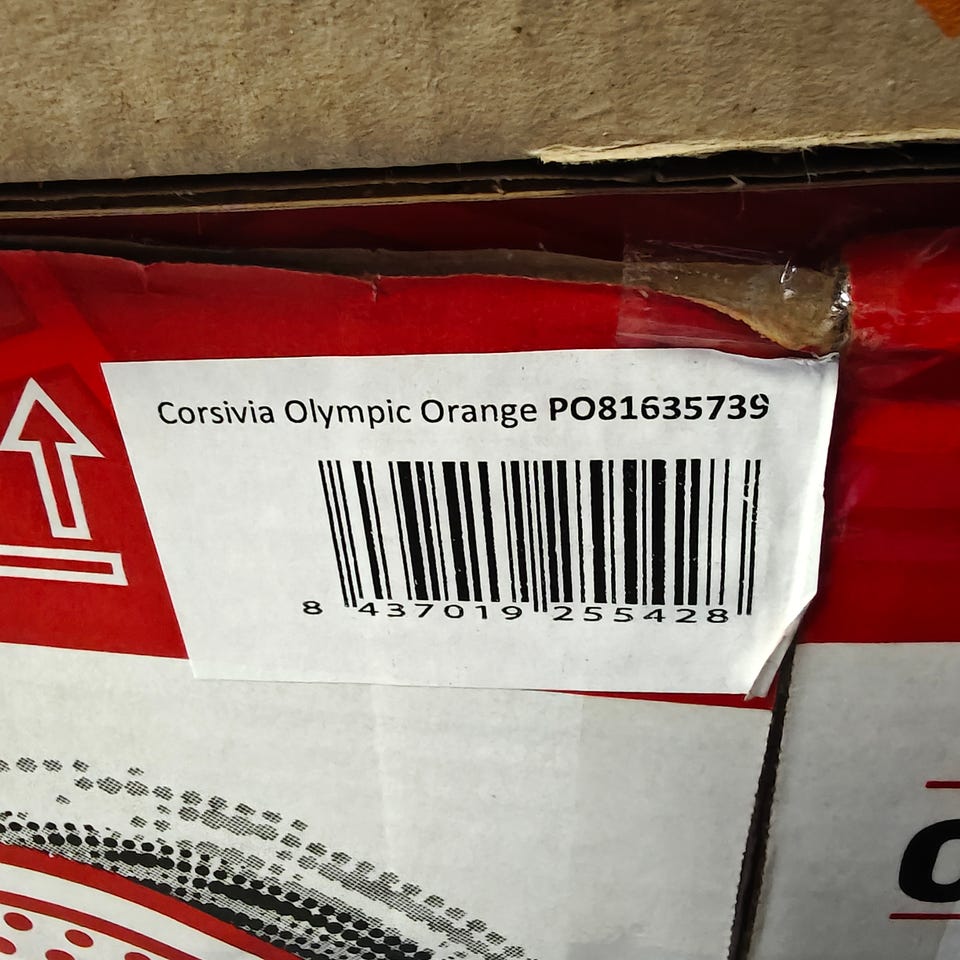 Corsivia Olympic Orange PO81635739
8 437019 255428